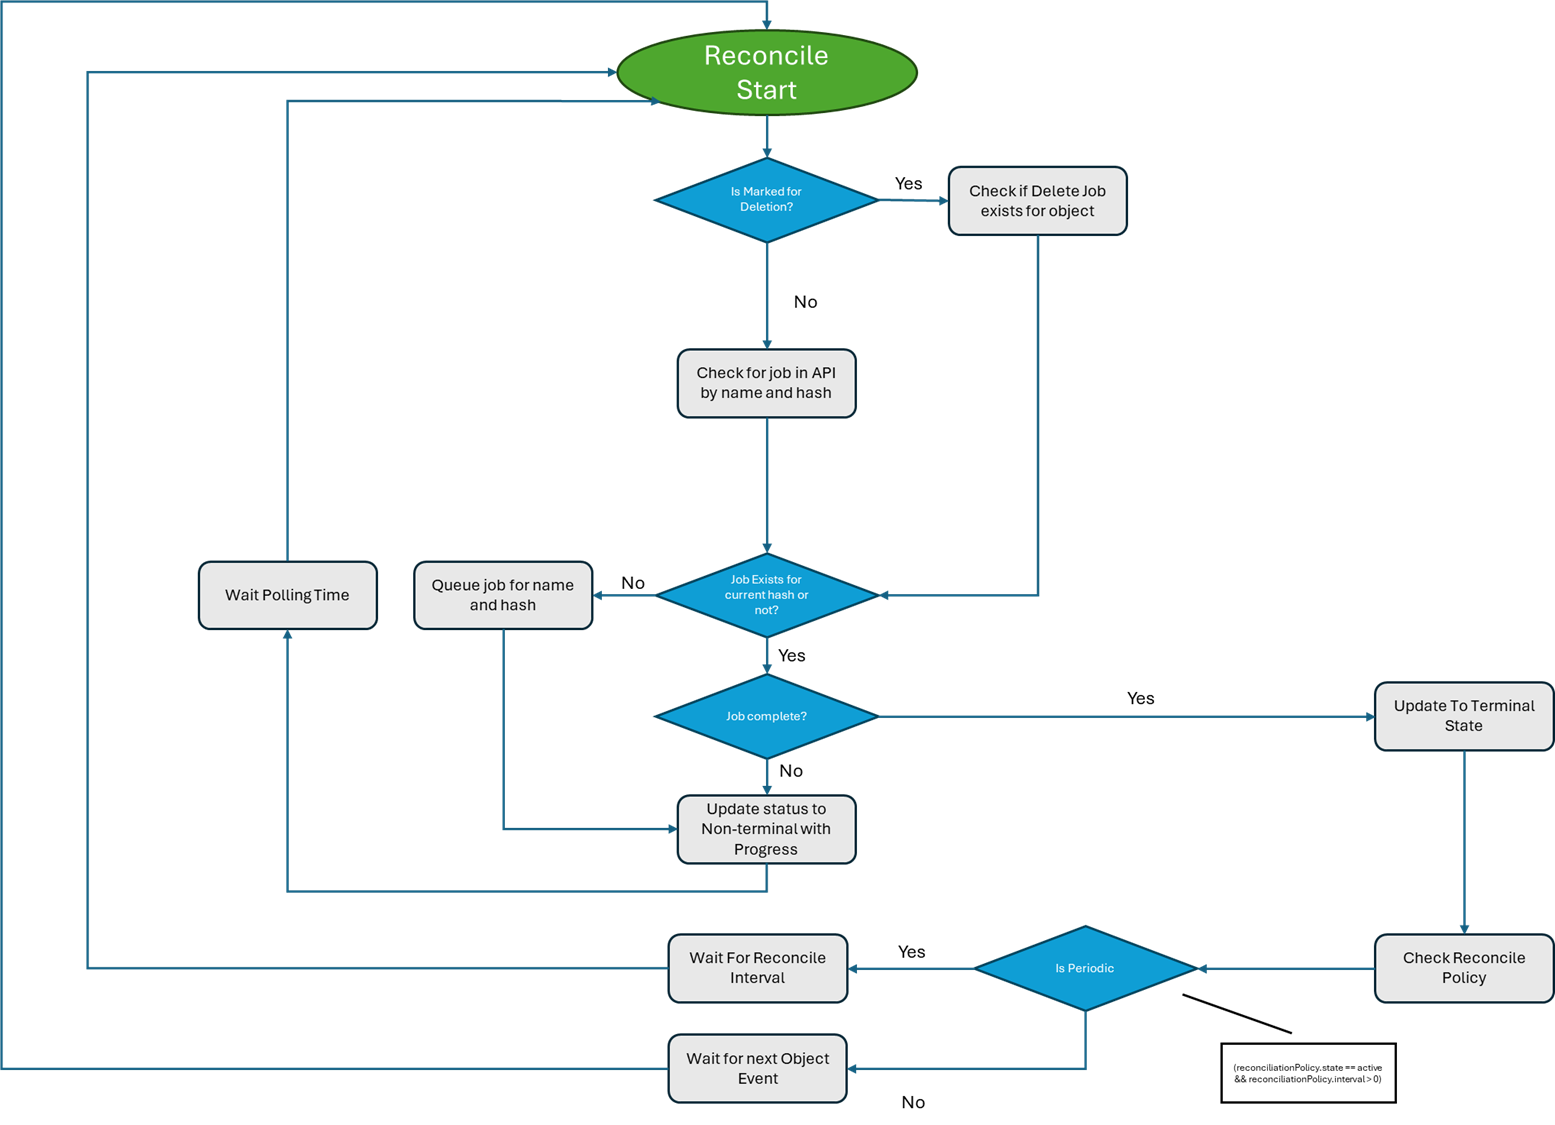 Reconcile
Start
Is Marked for
Deletion?
Yes
Check if Delete Job
exists for object
No
Check for job in API
by name and hash
Wait Polling Time
Queue job for name
and hash
No
Job Exists for
current hash or
not?
Yes
Job complete?
Yes
Update To Terminal
State
No
Update status to
Non-terminal with
Progress
Wait For Reconcile
Interval
Yes
Is Periodic
Check Reconcile
Policy
Wait for next Object
Event
No
(reconciliationPolicy.state == active
&& reconciliationPolicy.interval > 0)